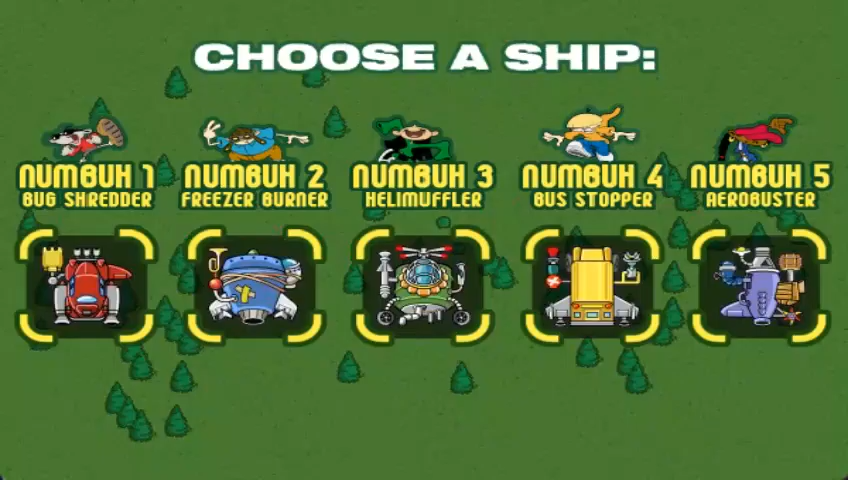 CHOOSE A SHIP:
NUMBUH 1 NUMBUH 2 NUMBUH 3 NUMBUH 4 NUMBUH 5
BUG SHREDDER FREEZER BURNER HELIMUFFLER BUS STOPPER AEROBUSTER